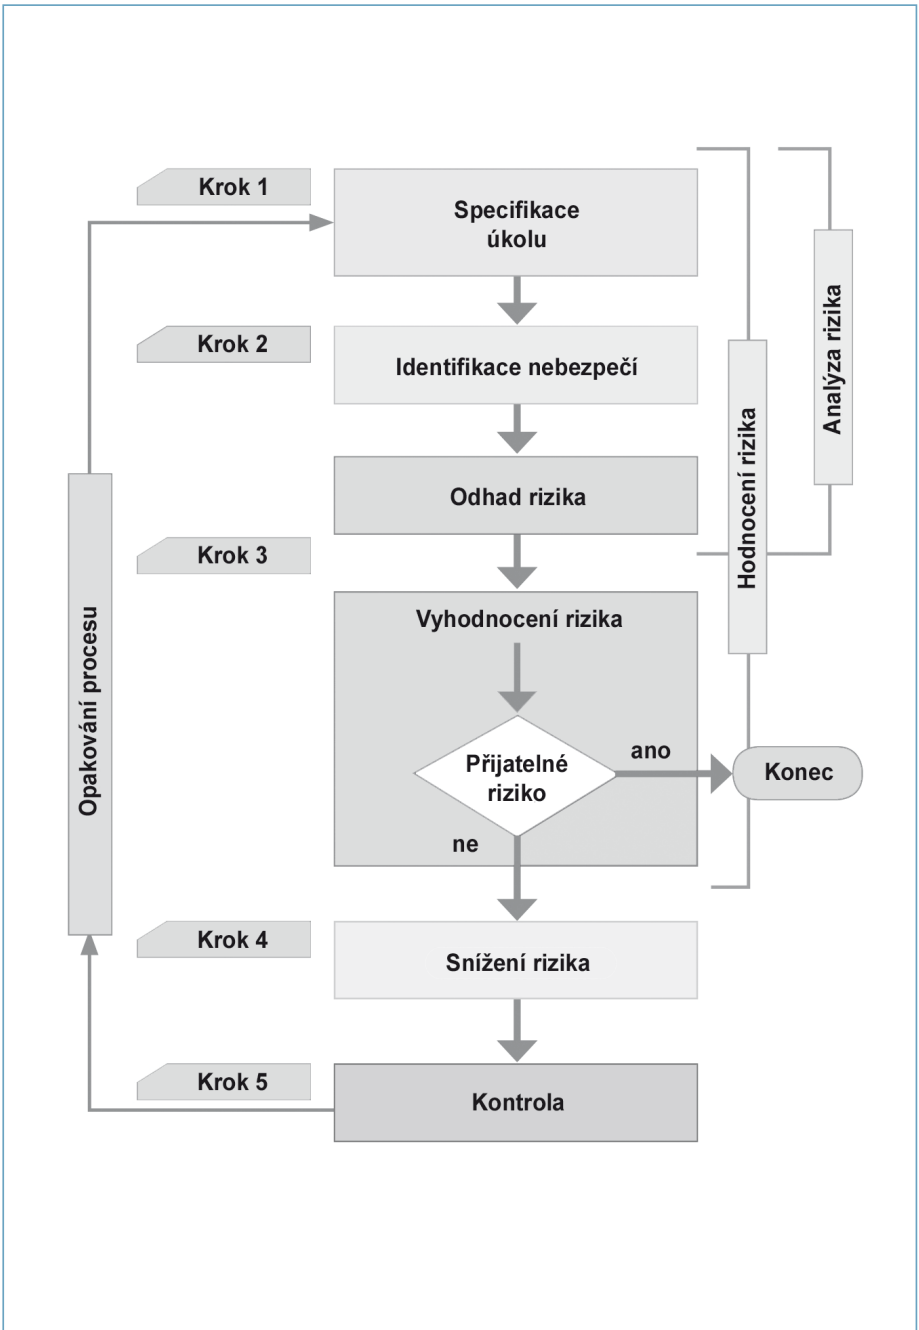 Krok 1
Specifikace
úkolu
Krok 2
Identifikace nebezpečí
Odhad rizika
Krok 3
Vyhodnocení rizika
Přijatelné
riziko
ano
Konec
ne
Krok 4
Snížení rizika
Krok 5
Kontrola
Opakování procesu
Hodnocení rizika
Analýza rizika